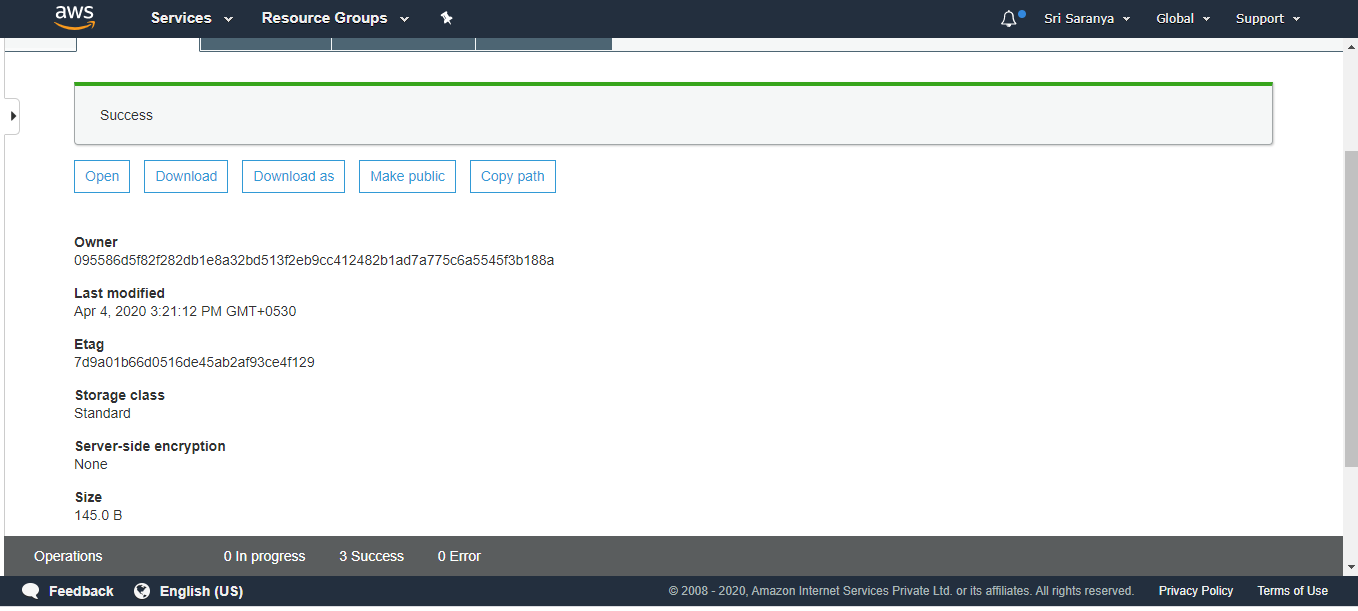 aws Services Resource Groups Sri Saranya Global Support
Success
Open Download Download as Make public Copy path
Owner
095586d5f82f282db1e8a32bd513f2eb9cc412482b1ad7a775c6a5545f3b188a
Last modified
Apr 4, 2020 3:21:12 PM GMT+0530
Etag
7d9a01b66d0516de45ab2af93ce4f129
Storage class
Standard
Server-side encryption
None
Size
145.0 B
Operations 0 In progress 3 Success 0 Error
Feedback English (US) © 2008 - 2020, Amazon Internet Services Private Ltd. or its affiliates. All rights reserved. Privacy Policy Terms of Use